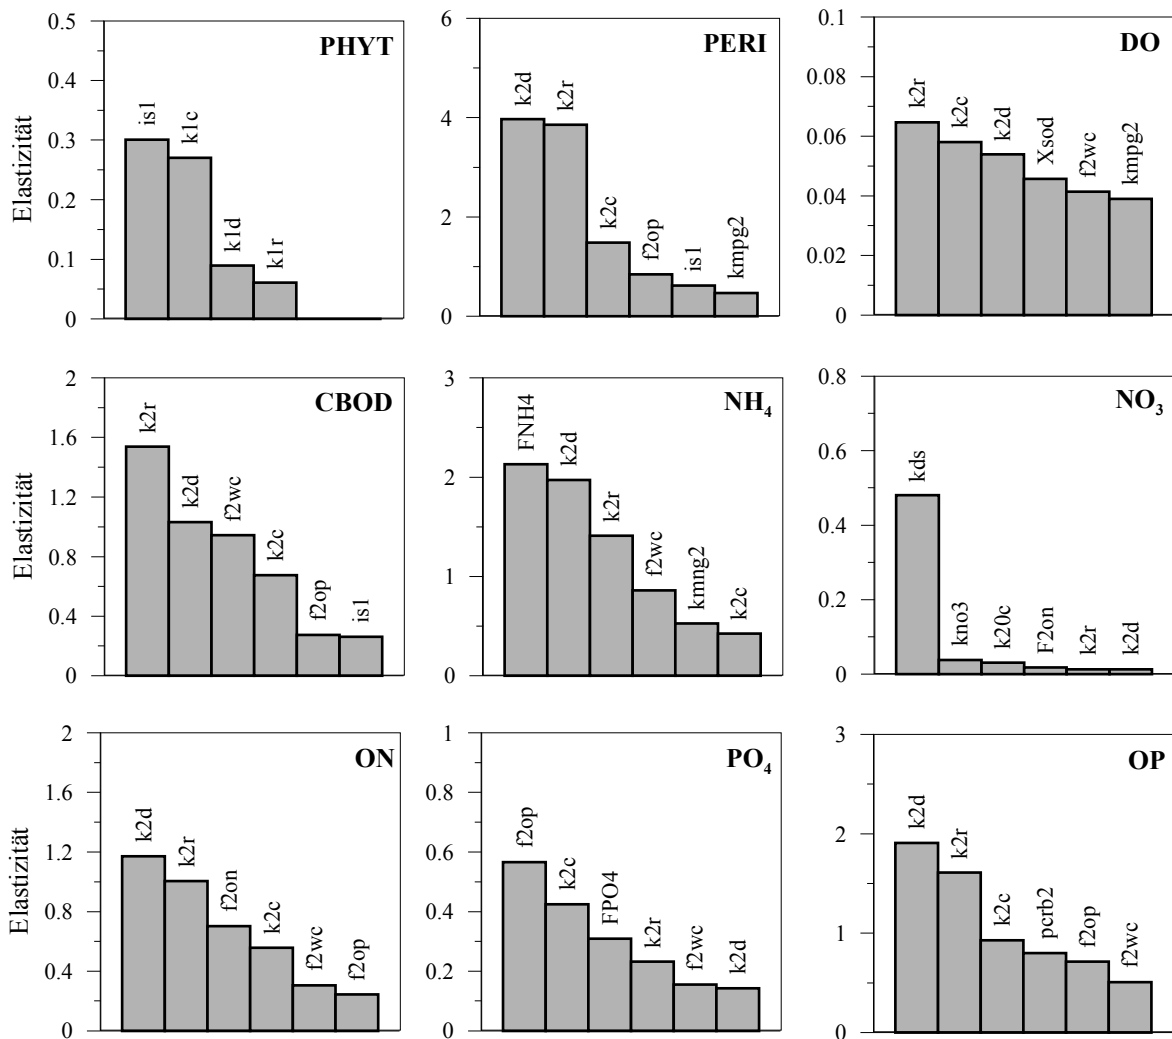 Elastizität
0.5
0.4
0.3
0.2
0.1
0
PHYT
is1
k1c
k1d
k1r
6
4
2
0
PERI
k2d
k2r
k2c
f2op
is1
kmpg2
0.1
0.08
0.06
0.04
0.02
0
DO
k2r
k2c
k2d
Xsod
f2wc
kmpg2
Elastizität
2
1.6
1.2
0.8
0.4
0
CBOD
k2r
k2d
f2wc
k2c
f2op
is1
3
2
1
0
NH₄
FNH4
k2d
k2r
f2wc
kmng2
k2c
0.8
0.6
0.4
0.2
0
NO₃
kds
kno3
k20c
F2on
k2r
k2d
Elastizität
2
1.6
1.2
0.8
0.4
0
ON
k2d
k2r
f2on
k2c
f2wc
f2op
1
0.8
0.6
0.4
0.2
0
PO₄
f2op
k2c
FPO4
k2r
f2wc
k2d
3
2
1
0
OP
k2d
k2r
k2c
pcrb2
f2op
f2wc